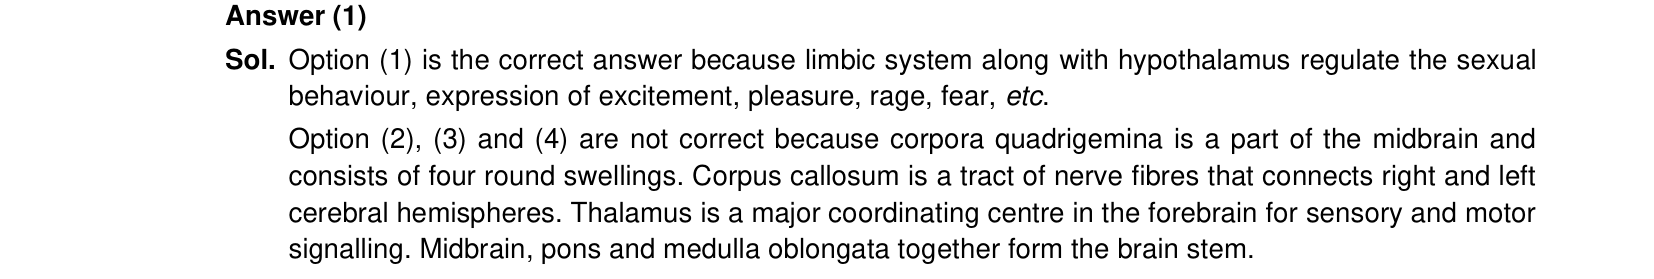 Answer (1)
Sol. Option (1) is the correct answer because limbic system along with hypothalamus regulate the sexual
behaviour, expression of excitement, pleasure, rage, fear, etc.
Option (2), (3) and (4) are not correct because corpora quadrigemina is a part of the midbrain and
consists of four round swellings. Corpus callosum is a tract of nerve fibres that connects right and left
cerebral hemispheres. Thalamus is a major coordinating centre in the forebrain for sensory and motor
signalling. Midbrain, pons and medulla oblongata together form the brain stem.